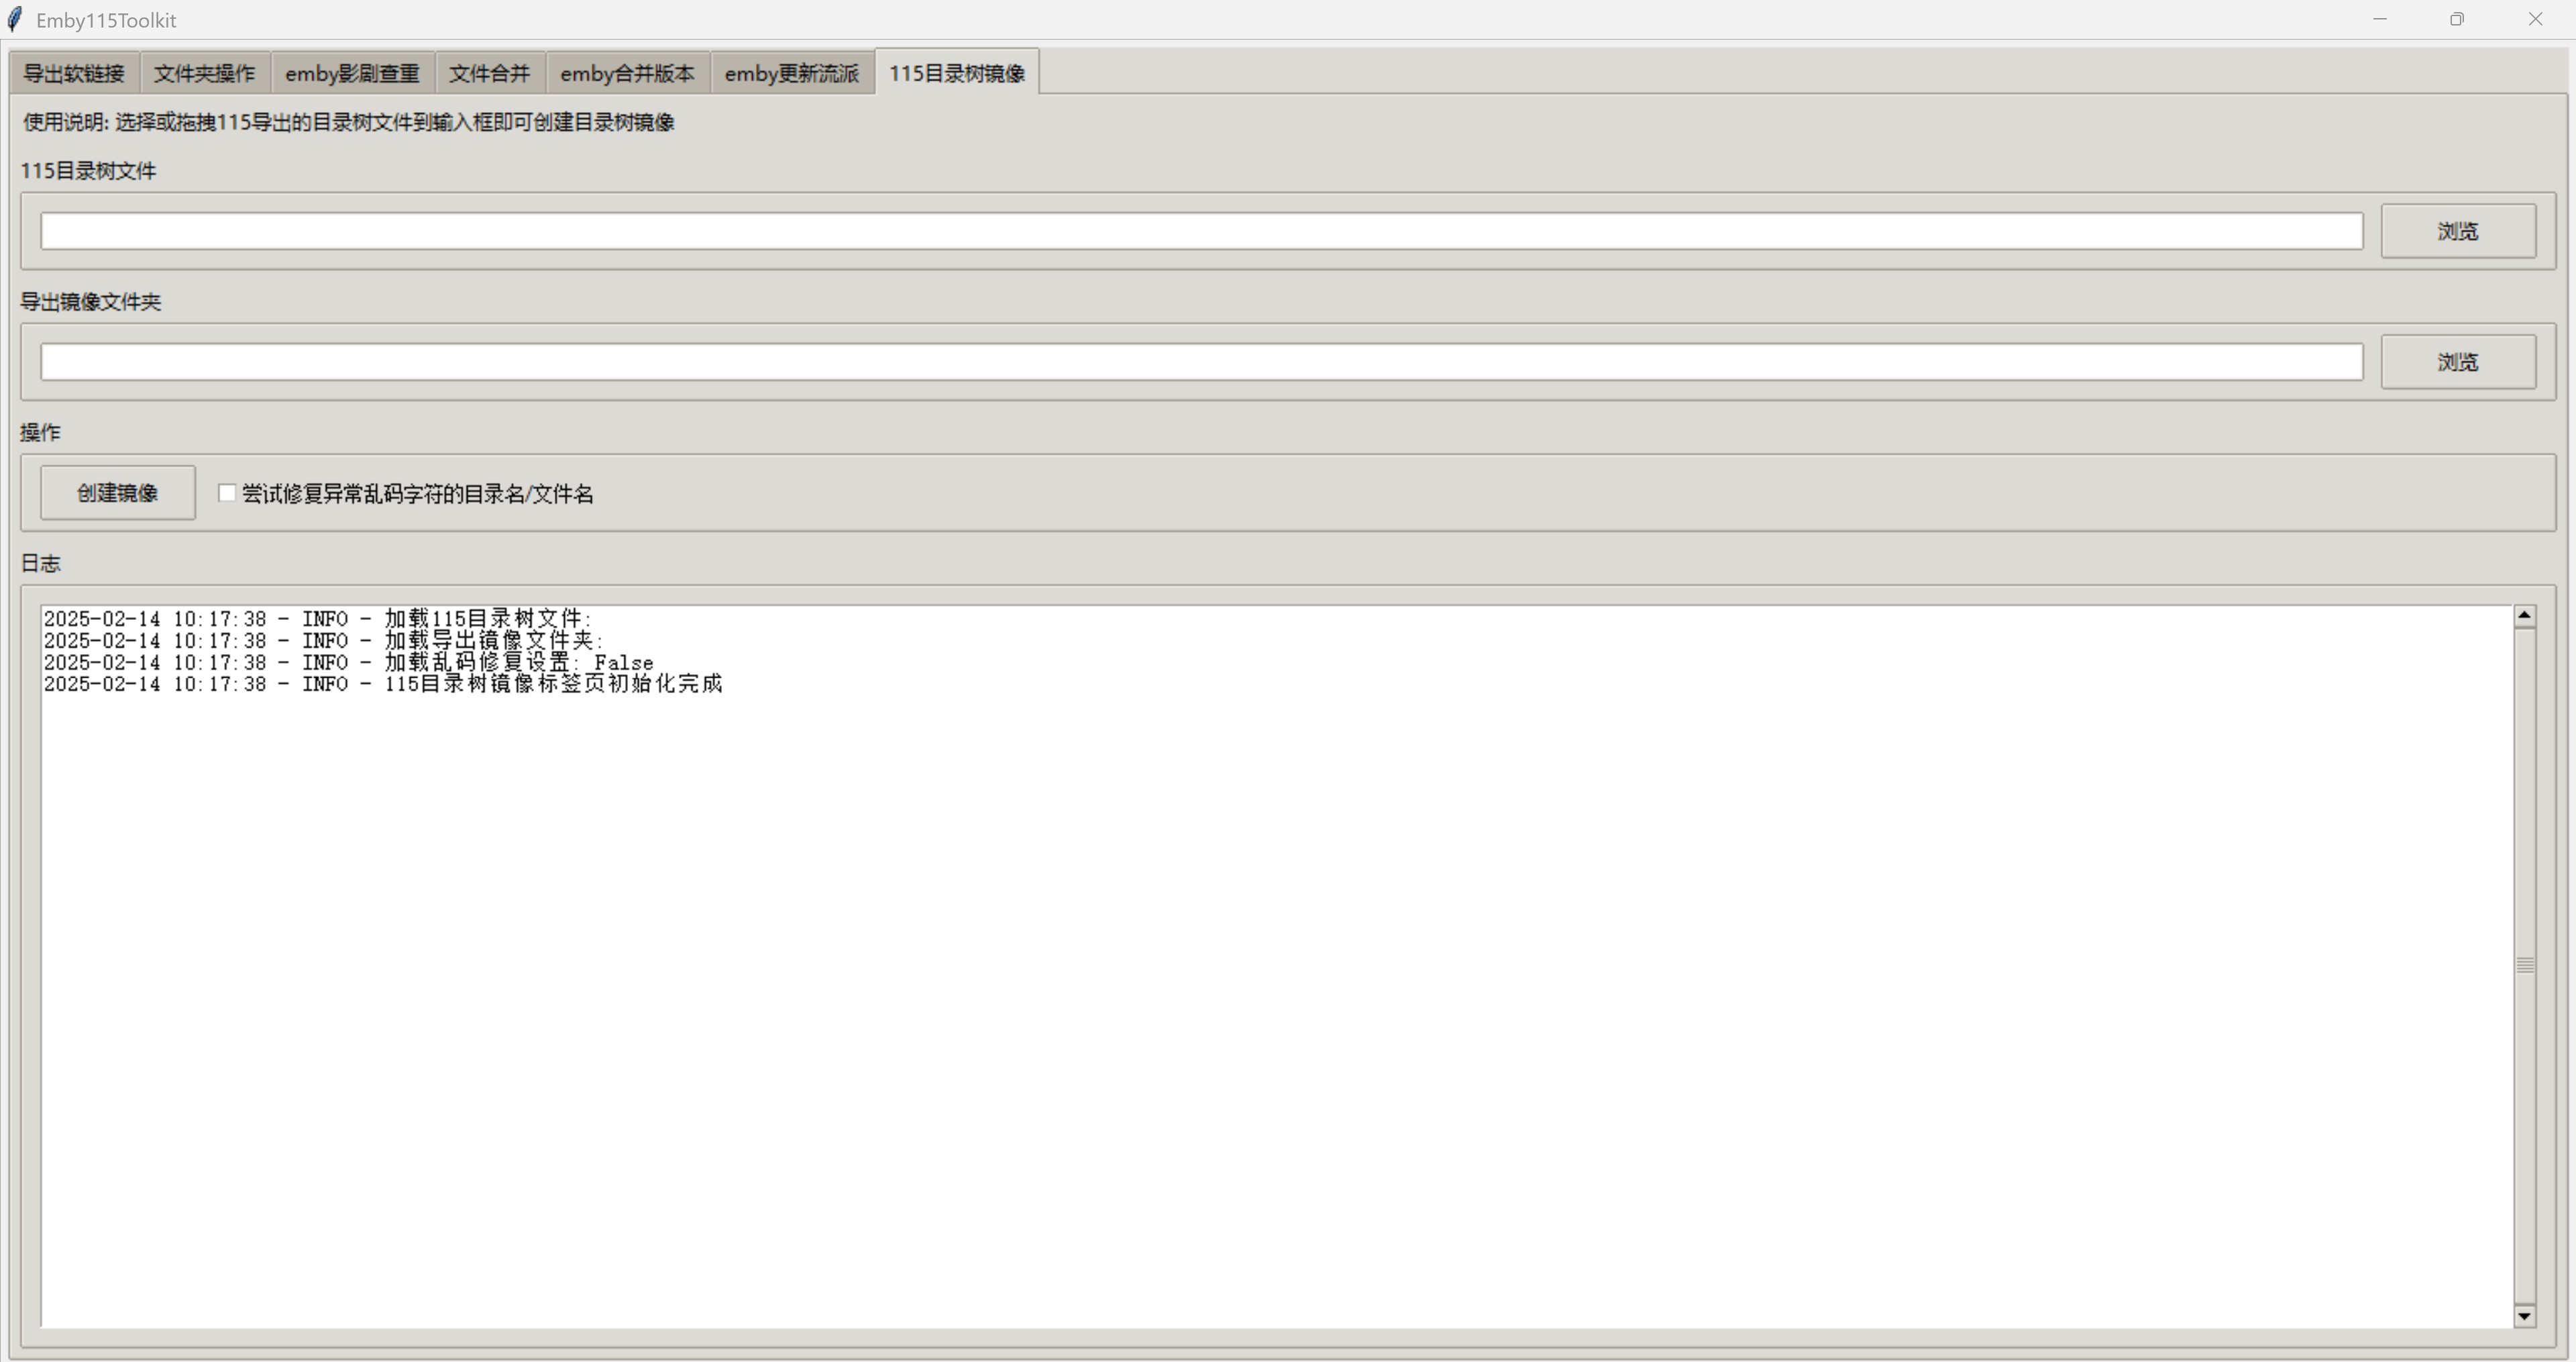 Emby115Toolkit
导出软链接 文件夹操作 emby影剧查重 文件合并 emby合并版本 emby更新流派 115目录树镜像
使用说明: 选择或拖拽115导出的目录树文件到输入框即可创建目录树镜像
115目录树文件
浏览
导出镜像文件夹
浏览
操作
创建镜像 尝试修复异常乱码字符的目录名/文件名
日志
2025-02-14 10:17:38 - INFO - 加载115目录树文件:
2025-02-14 10:17:38 - INFO - 加载导出镜像文件夹:
2025-02-14 10:17:38 - INFO - 加载乱码修复设置: False
2025-02-14 10:17:38 - INFO - 115目录树镜像标签页初始化完成